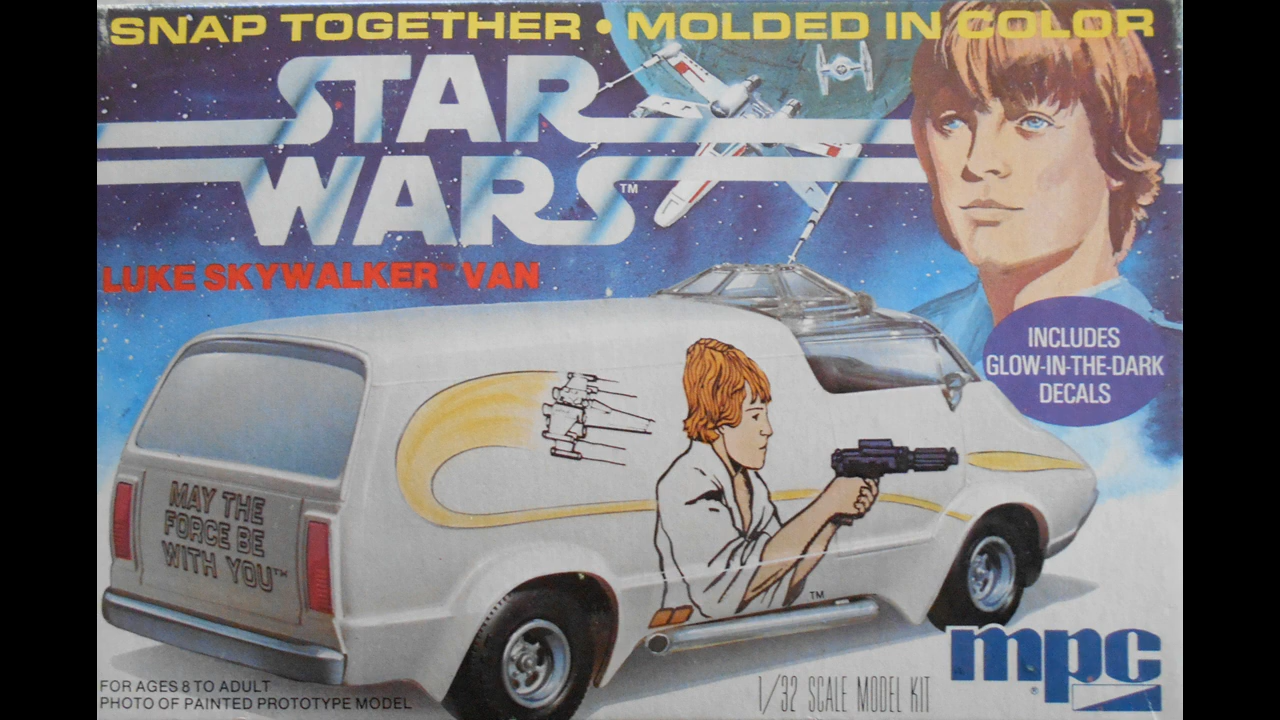 SNAP TOGETHER • MOLDED IN COLOR
STAR
WARS™
LUKE SKYWALKER™ VAN
INCLUDES
GLOW-IN-THE-DARK
DECALS
MAY THE
FORCE BE
WITH YOU™
TM
mpc®
FOR AGES 8 TO ADULT
PHOTO OF PAINTED PROTOTYPE MODEL
1/32 SCALE MODEL KIT